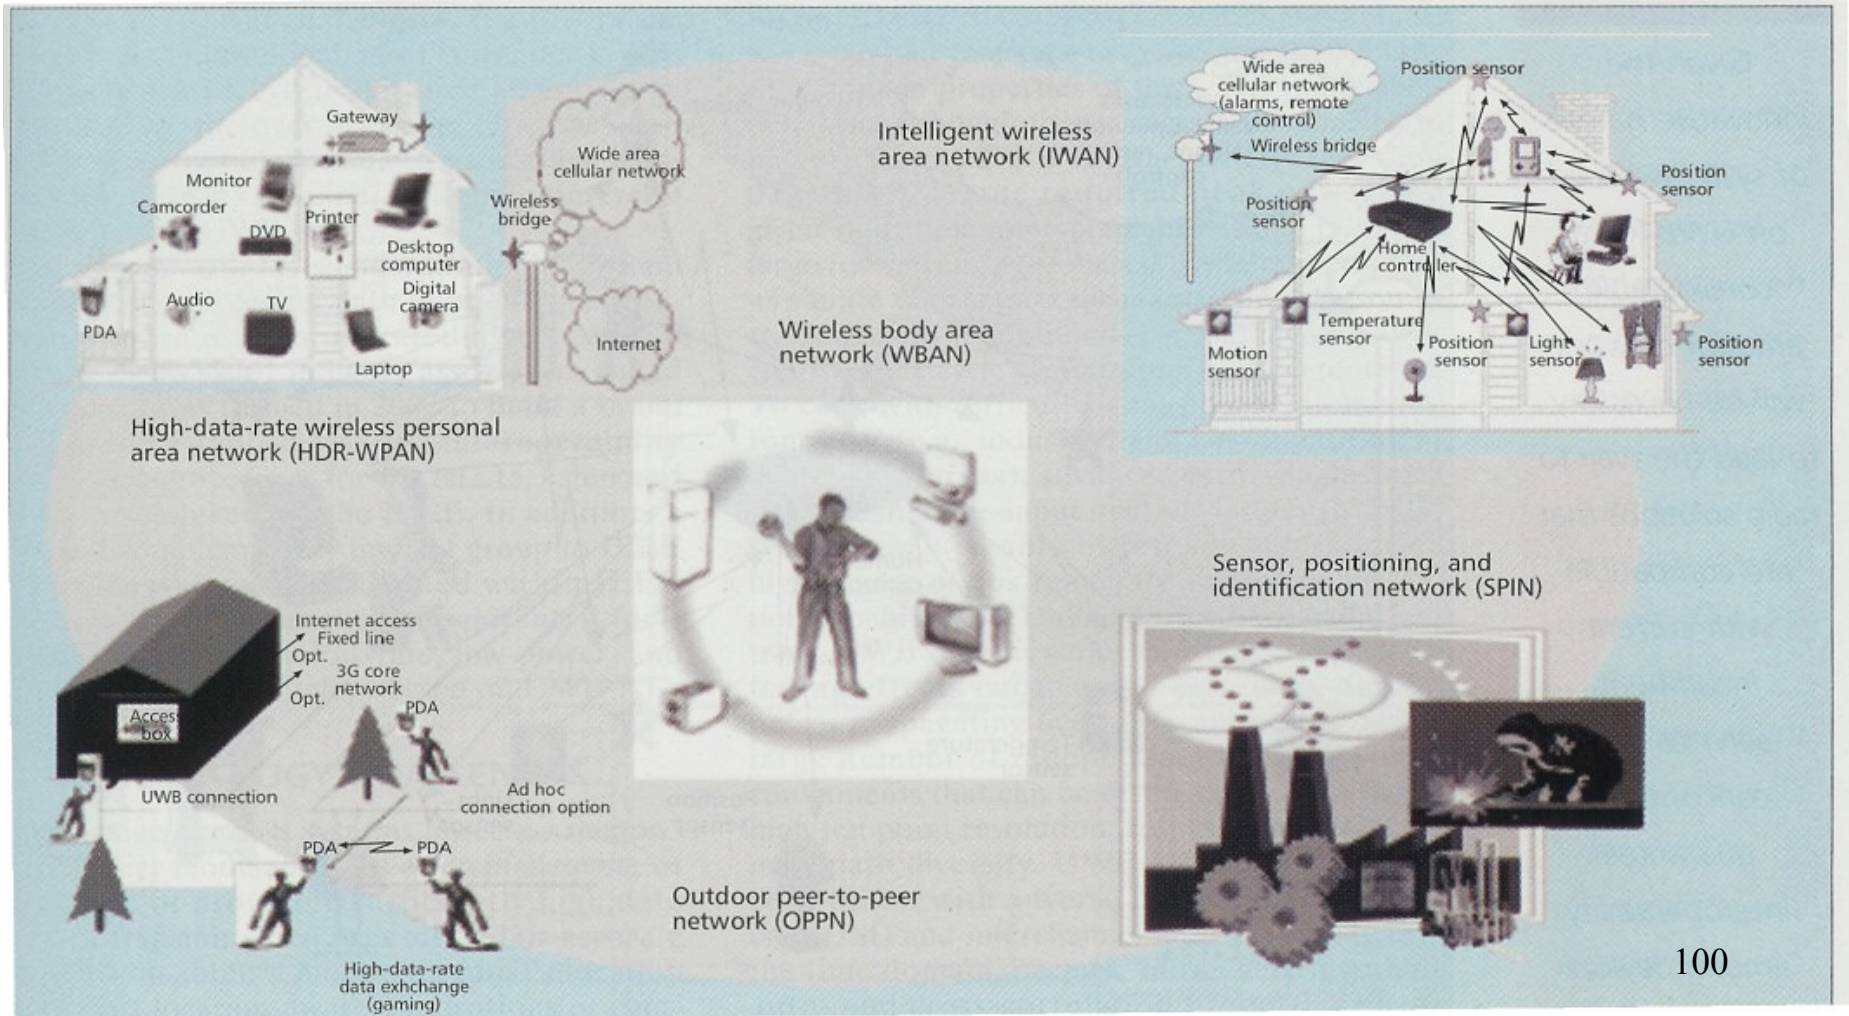 Gateway
Monitor
Camcorder
DVD
Printer
Desktop
computer
Digital
camera
Audio
TV
PDA
Laptop
Wide area
cellular network
Wireless
bridge
Internet
High-data-rate wireless personal
area network (HDR-WPAN)
Intelligent wireless
area network (IWAN)
Wide area
cellular network
(alarms, remote
control)
Wireless bridge
Position sensor
Position
sensor
Position
sensor
Home
controller
Temperature
sensor
Motion
sensor
Position
sensor
Light
sensor
Position
sensor
Wireless body area
network (WBAN)
Sensor, positioning, and
identification network (SPIN)
Internet access
Fixed line
Opt.
3G core
network
Opt.
Access
box
PDA
UWB connection
Ad hoc
connection option
PDA
PDA
High-data-rate
data exhchange
(gaming)
Outdoor peer-to-peer
network (OPPN)
100